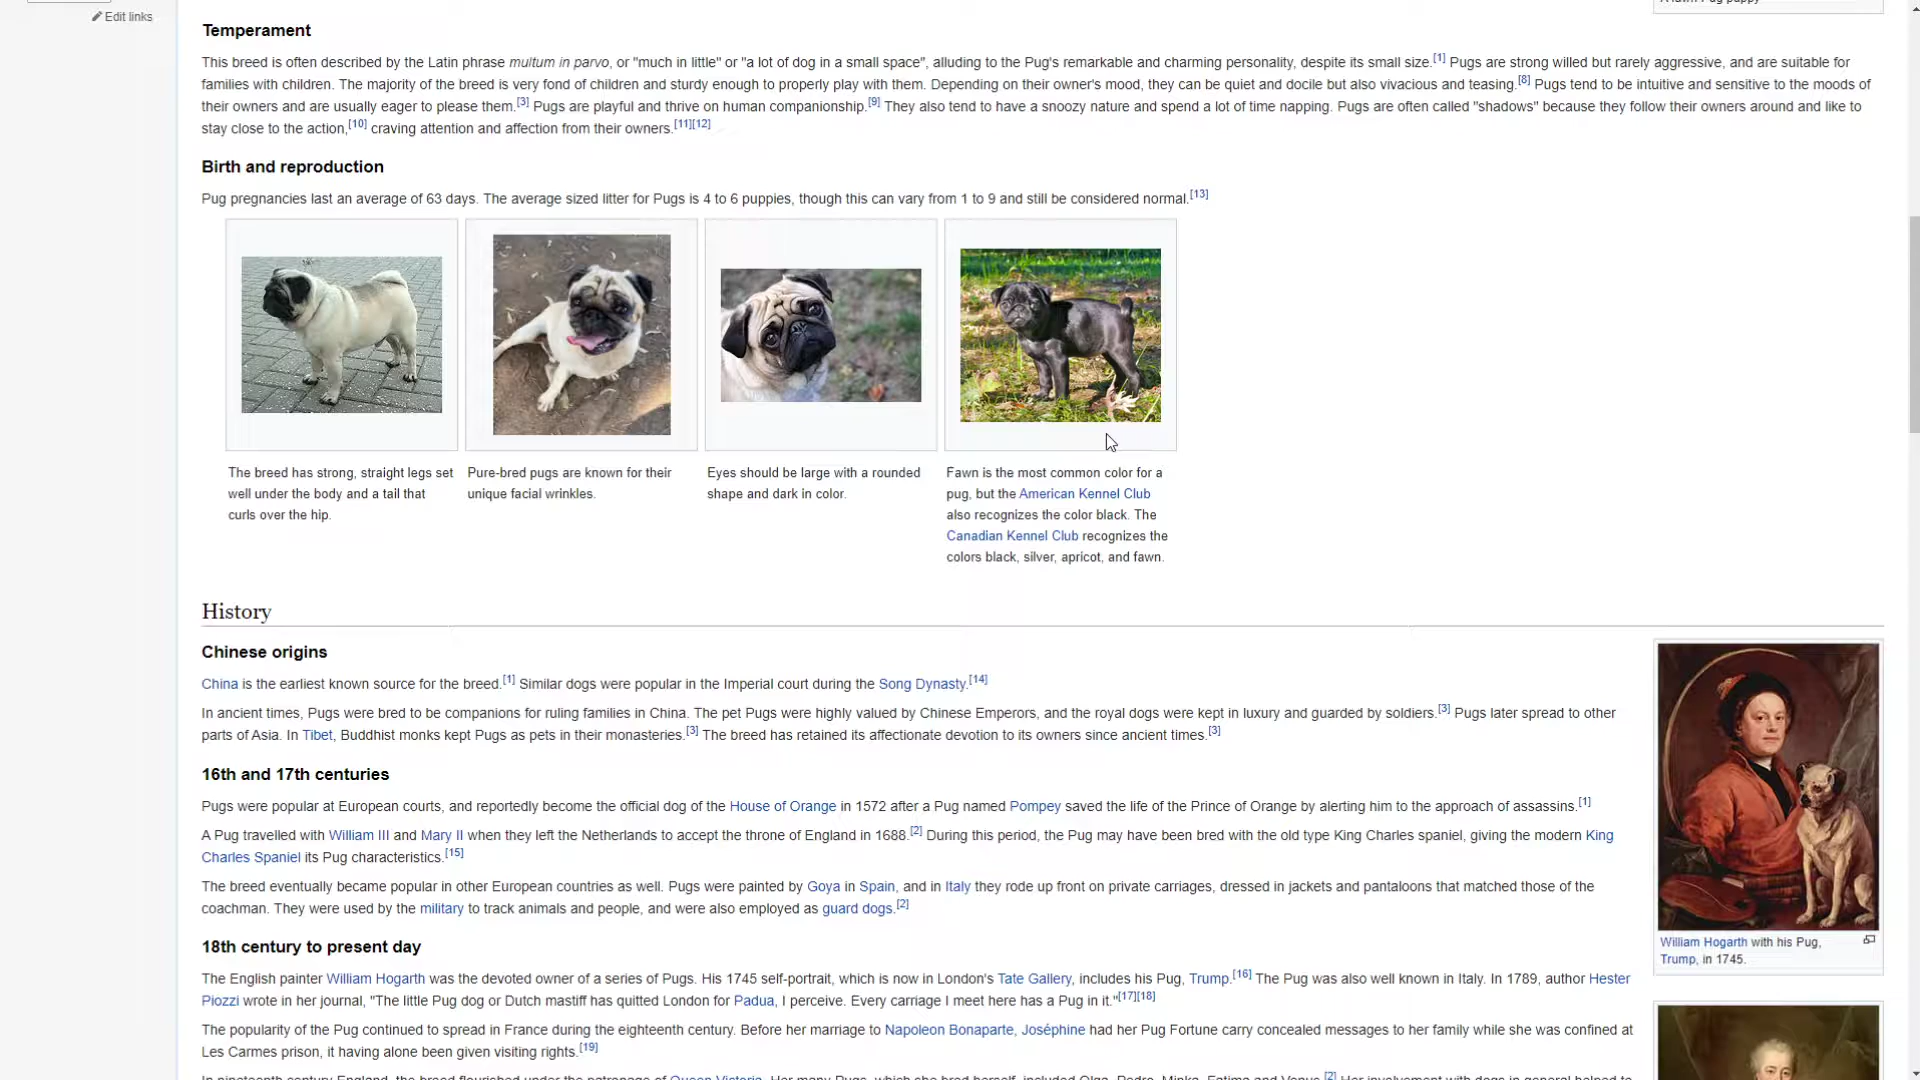 Edit links
Temperament
This breed is often described by the Latin phrase multum in parvo, or "much in little" or "a lot of dog in a small space", alluding to the Pug's remarkable and charming personality, despite its small size.[1] Pugs are strong willed but rarely aggressive, and are suitable for
families with children. The majority of the breed is very fond of children and sturdy enough to properly play with them. Depending on their owner's mood, they can be quiet and docile but also vivacious and teasing.[8] Pugs tend to be intuitive and sensitive to the moods of
their owners and are usually eager to please them.[3] Pugs are playful and thrive on human companionship.[9] They also tend to have a snoozy nature and spend a lot of time napping. Pugs are often called "shadows" because they follow their owners around and like to
stay close to the action,[10] craving attention and affection from their owners.[11][12]
Birth and reproduction
Pug pregnancies last an average of 63 days. The average sized litter for Pugs is 4 to 6 puppies, though this can vary from 1 to 9 and still be considered normal.[13]
The breed has strong, straight legs set
well under the body and a tail that
curls over the hip.
Pure-bred pugs are known for their
unique facial wrinkles.
Eyes should be large with a rounded
shape and dark in color.
Fawn is the most common color for a
pug, but the American Kennel Club
also recognizes the color black. The
Canadian Kennel Club recognizes the
colors black, silver, apricot, and fawn.
History
Chinese origins
China is the earliest known source for the breed.[1] Similar dogs were popular in the Imperial court during the Song Dynasty.[14]
In ancient times, Pugs were bred to be companions for ruling families in China. The pet Pugs were highly valued by Chinese Emperors, and the royal dogs were kept in luxury and guarded by soldiers.[3] Pugs later spread to other
parts of Asia. In Tibet, Buddhist monks kept Pugs as pets in their monasteries.[3] The breed has retained its affectionate devotion to its owners since ancient times.[3]
16th and 17th centuries
Pugs were popular at European courts, and reportedly become the official dog of the House of Orange in 1572 after a Pug named Pompey saved the life of the Prince of Orange by alerting him to the approach of assassins.[1]
A Pug travelled with William III and Mary II when they left the Netherlands to accept the throne of England in 1688.[2] During this period, the Pug may have been bred with the old type King Charles spaniel, giving the modern King
Charles Spaniel its Pug characteristics.[15]
The breed eventually became popular in other European countries as well. Pugs were painted by Goya in Spain, and in Italy they rode up front on private carriages, dressed in jackets and pantaloons that matched those of the
coachman. They were used by the military to track animals and people, and were also employed as guard dogs.[2]
William Hogarth with his Pug,
Trump, in 1745.
18th century to present day
The English painter William Hogarth was the devoted owner of a series of Pugs. His 1745 self-portrait, which is now in London's Tate Gallery, includes his Pug, Trump.[16] The Pug was also well known in Italy. In 1789, author Hester
Piozzi wrote in her journal, "The little Pug dog or Dutch mastiff has quitted London for Padua, I perceive. Every carriage I meet here has a Pug in it."[17][18]
The popularity of the Pug continued to spread in France during the eighteenth century. Before her marriage to Napoleon Bonaparte, Joséphine had her Pug Fortune carry concealed messages to her family while she was confined at
Les Carmes prison, it having alone been given visiting rights.[19]